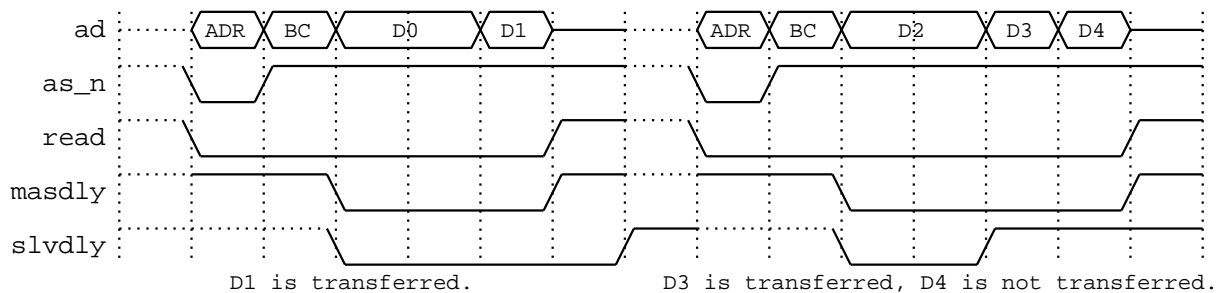 ad ADR BC D0 D1 ADR BC D2 D3 D4
as_n
read
masdly
slvdly
D1 is transferred. D3 is transferred, D4 is not transferred.